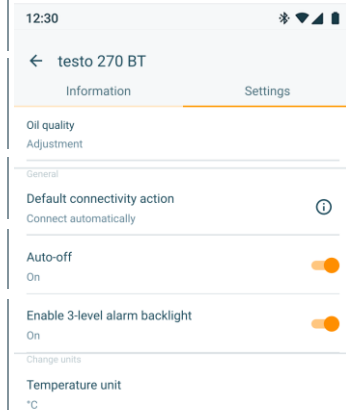 12:30
testo 270 BT
Information Settings
Oil quality
Adjustment
General
Default connectivity action
Connect automatically
Auto-off
On
Enable 3-level alarm backlight
On
Change units
Temperature unit
°C